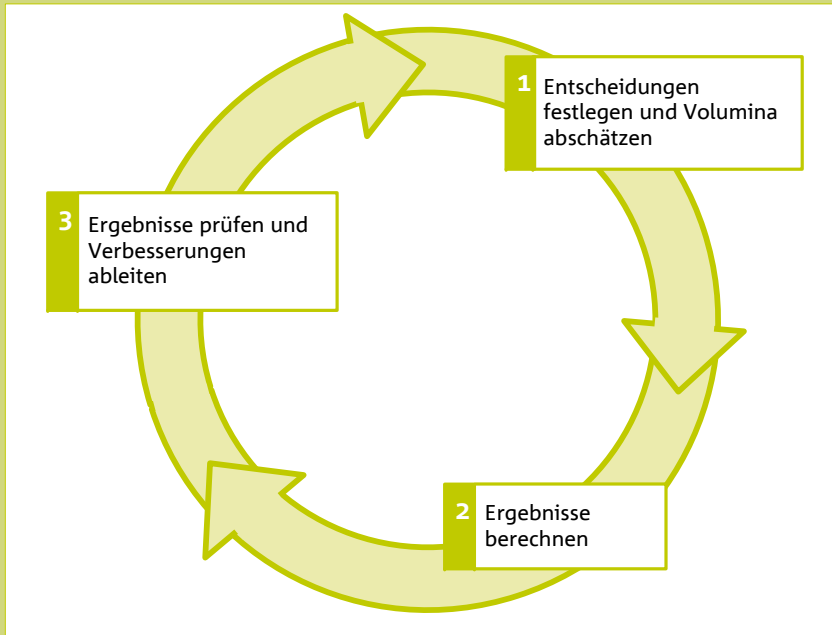 1
Entscheidungen
festlegen und Volumina
abschätzen
2
Ergebnisse
berechnen
3
Ergebnisse prüfen und
Verbesserungen
ableiten